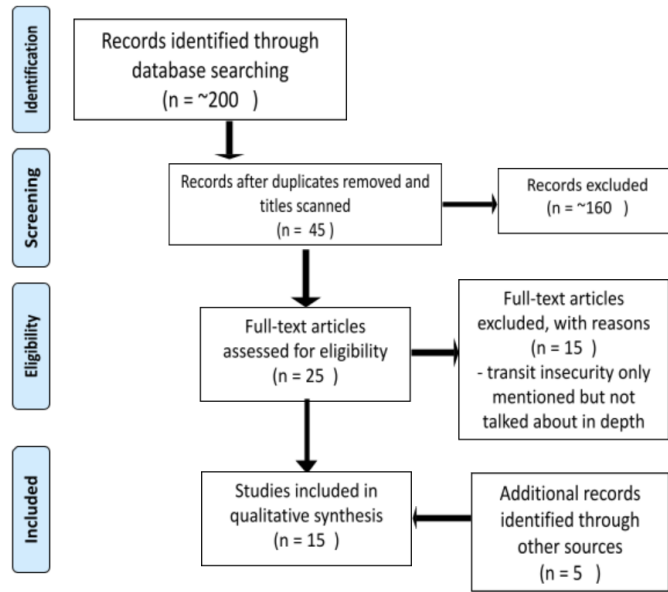 Identification
Records identified through
database searching
(n = ~200 )
Screening
Records after duplicates removed and
titles scanned
(n = 45 )
Records excluded
(n = ~160 )
Eligibility
Full-text articles
assessed for eligibility
(n = 25 )
Full-text articles
excluded, with reasons
(n = 15 )
- transit insecurity only
mentioned but not
talked about in depth
Included
Studies included in
qualitative synthesis
(n = 15 )
Additional records
identified through
other sources
(n = 5 )